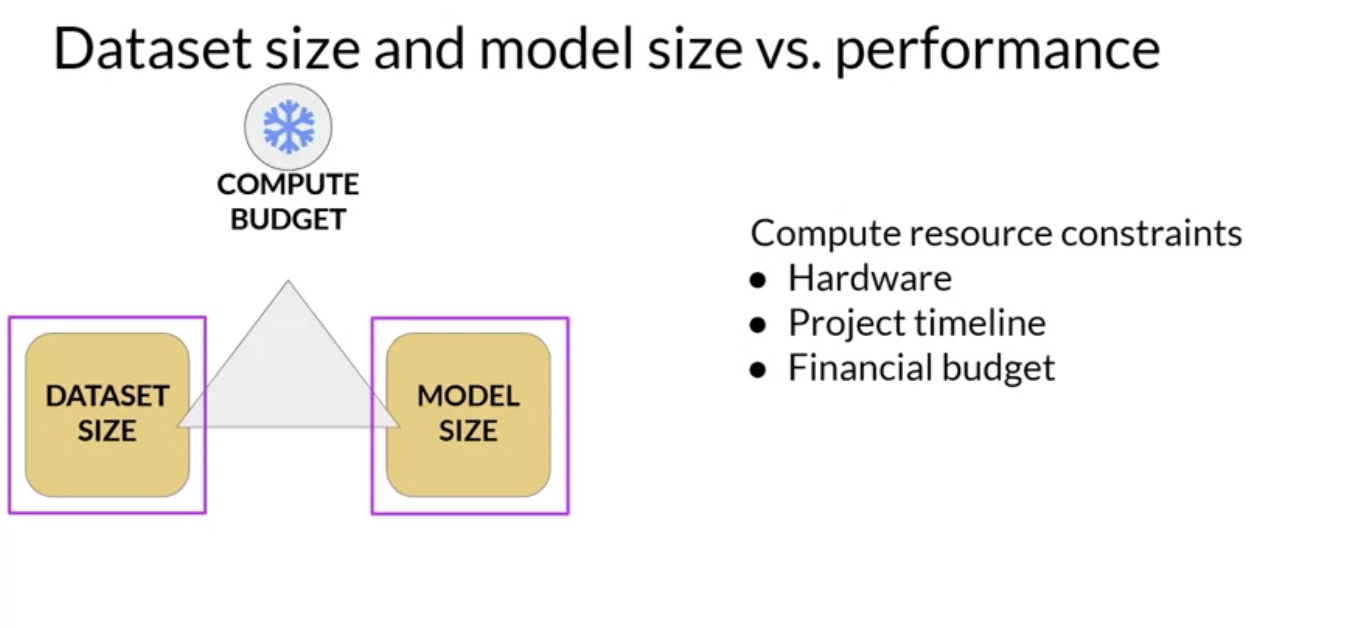 Dataset size and model size vs. performance
COMPUTE
BUDGET
DATASET
SIZE
MODEL
SIZE
Compute resource constraints
● Hardware
● Project timeline
● Financial budget